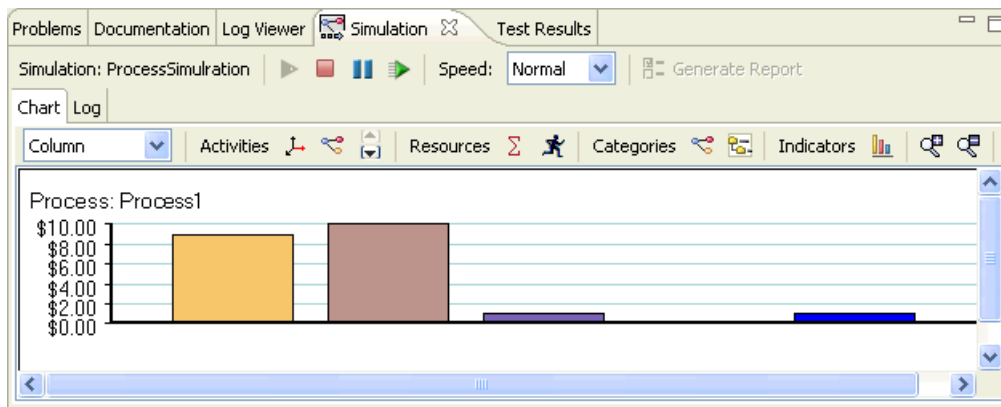 Problems Documentation Log Viewer Simulation Test Results
Simulation: ProcessSimulration Speed: Normal Generate Report
Chart Log
Column Activities Resources Σ Categories Indicators
Process: Process1
$10.00
$8.00
$6.00
$4.00
$2.00
$0.00